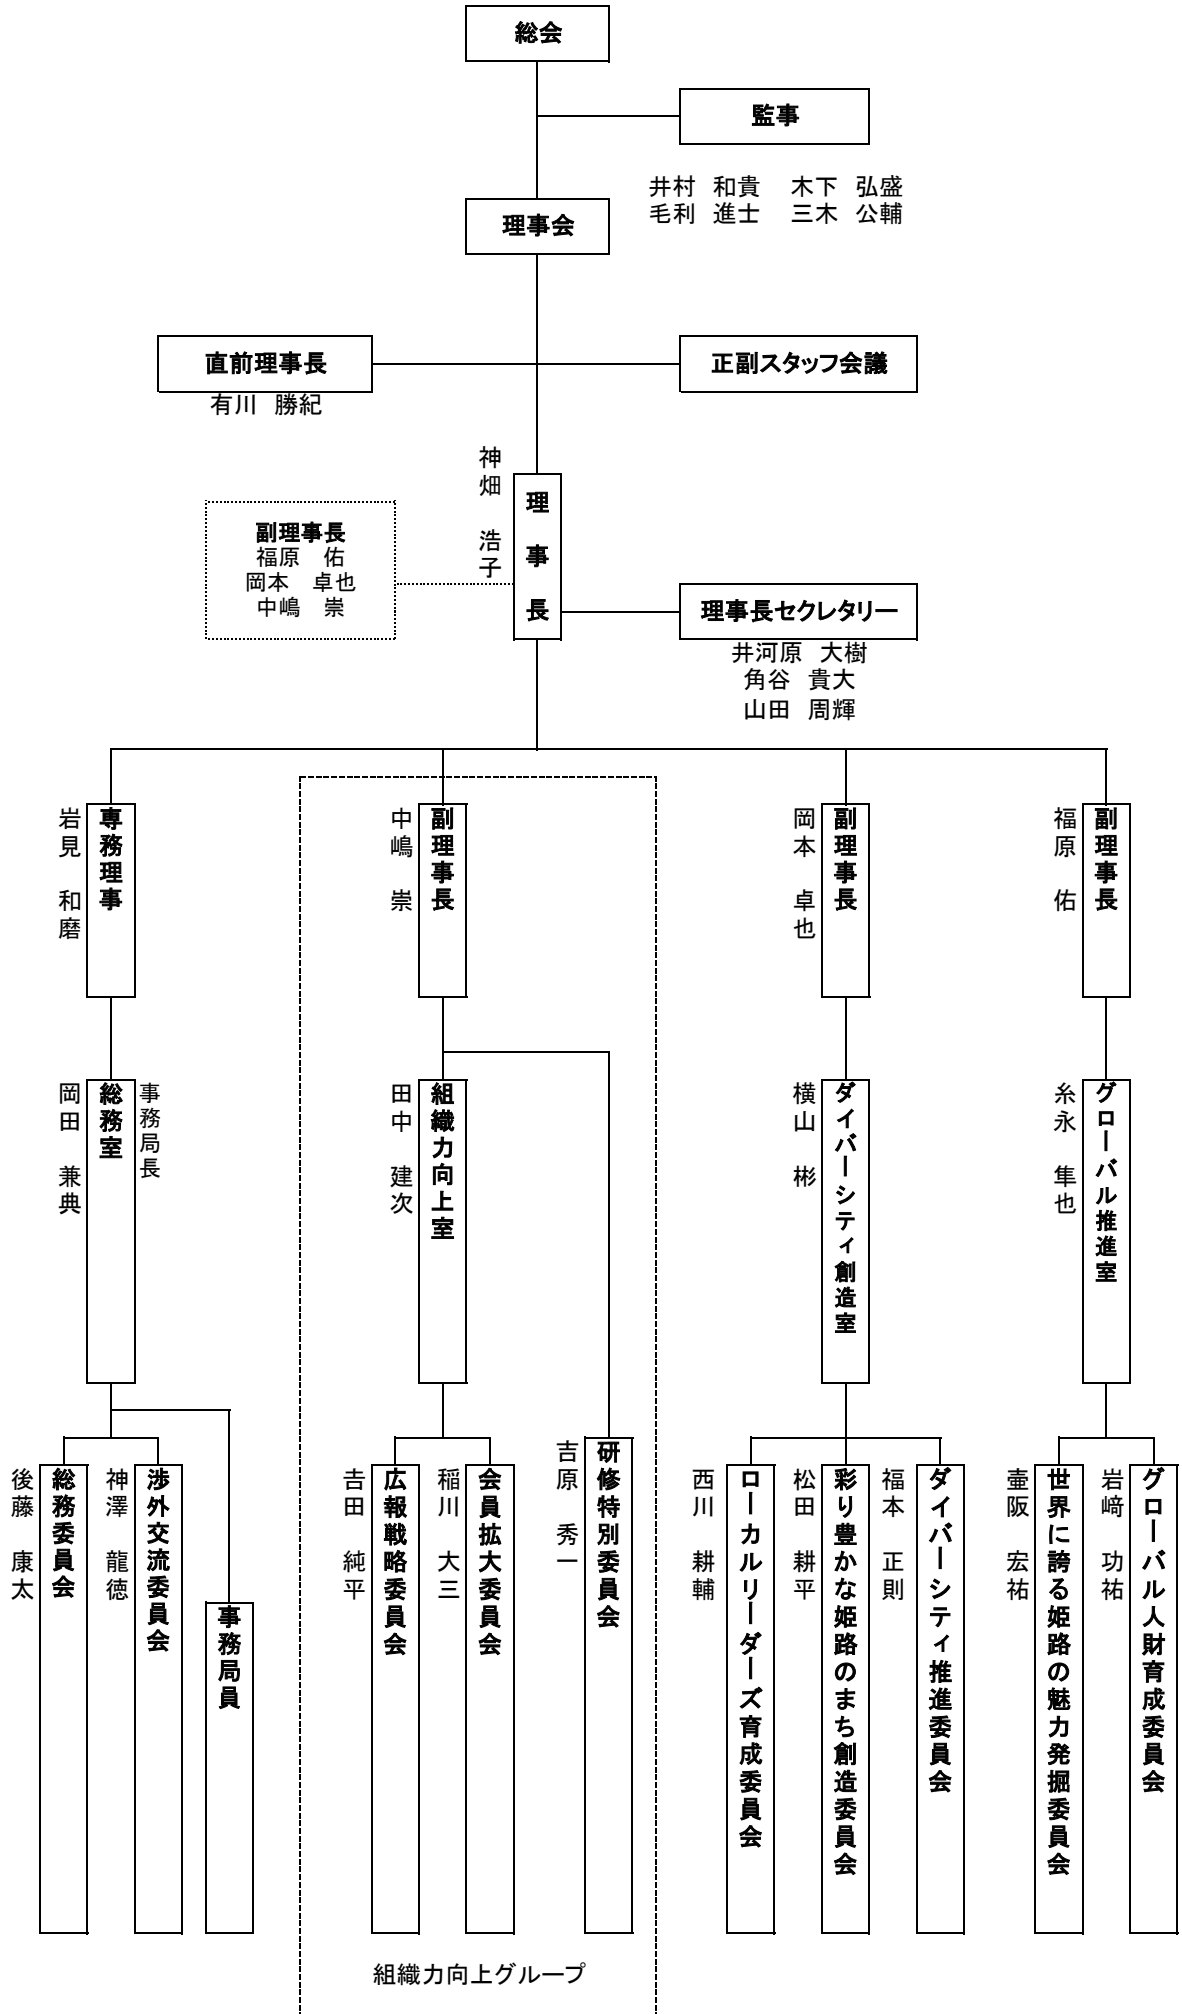 総会
監事
井村　和貴　木下　弘盛
毛利　進士　三木　公輔
理事会
直前理事長
有川　勝紀
正副スタッフ会議
神畑　浩子
理事長
副理事長
福原　佑
岡本　卓也
中嶋　崇
理事長セクレタリー
井河原　大樹
角谷　貴大
山田　周輝
岩見　和磨
専務理事
中嶋　崇
副理事長
岡本　卓也
副理事長
福原　佑
副理事長
岡田　兼典
総務室
事務局長
田中　建次
組織力向上室
横山　彬
ダイバーシティ創造室
糸永　隼也
グローバル推進室
後藤　康太
総務委員会
神澤　龍徳
渉外交流委員会
事務局員
𠮷田　純平
広報戦略委員会
稲川　大三
会員拡大委員会
吉原　秀一
研修特別委員会
西川　耕輔
ローカルリーダーズ育成委員会
松田　耕平
彩り豊かな姫路のまち創造委員会
福本　正則
ダイバーシティ推進委員会
壷阪　宏祐
世界に誇る姫路の魅力発掘委員会
岩﨑　功祐
グローバル人財育成委員会
組織力向上グループ